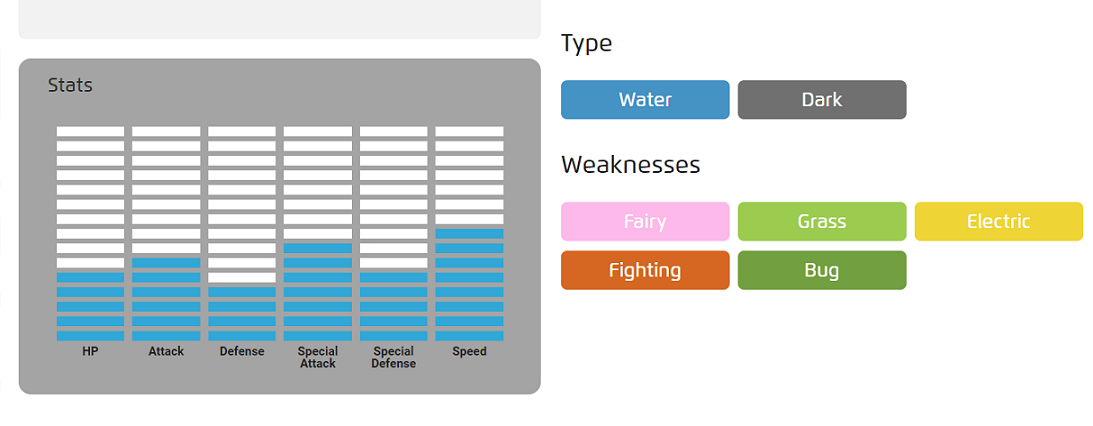 Stats
HP Attack Defense Special Attack Special Defense Speed
Type
Water Dark
Weaknesses
Fairy Grass Electric
Fighting Bug